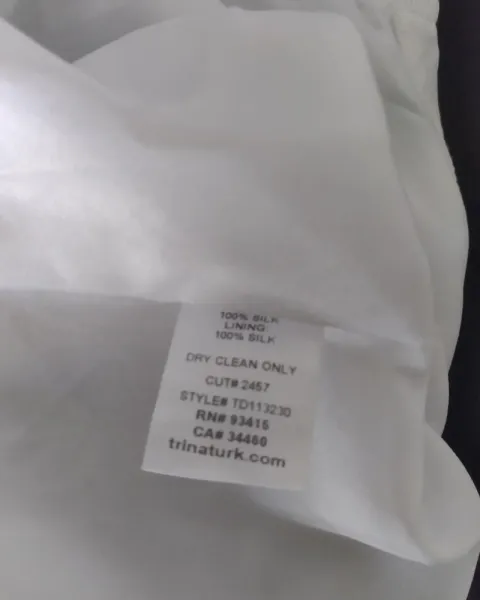 100% SILK
LINING:
100% SILK
DRY CLEAN ONLY
CUT# 2457
STYLE# TD113230
RN# 93416
CA# 34460
trinaturk.com